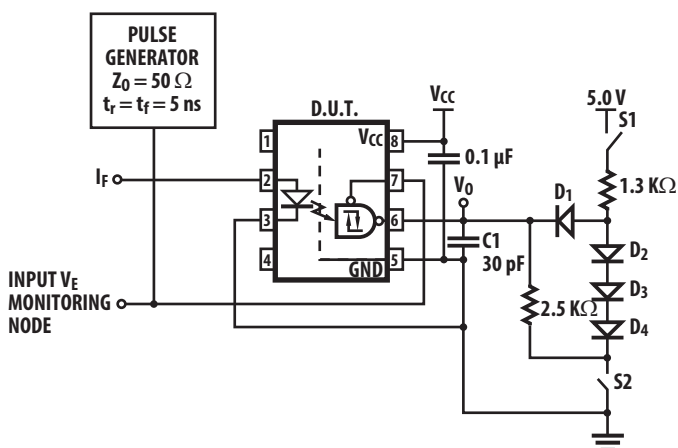 PULSE
GENERATOR
Z0 = 50 Ω
tr = tf = 5 ns
D.U.T.
VCC
5.0 V
S1
1
VCC
8
0.1 µF
IF
2
7
VO
D1
1.3 KΩ
3
6
C1
30 pF
D2
4
GND
5
D3
INPUT VE
MONITORING
NODE
2.5 KΩ
D4
S2